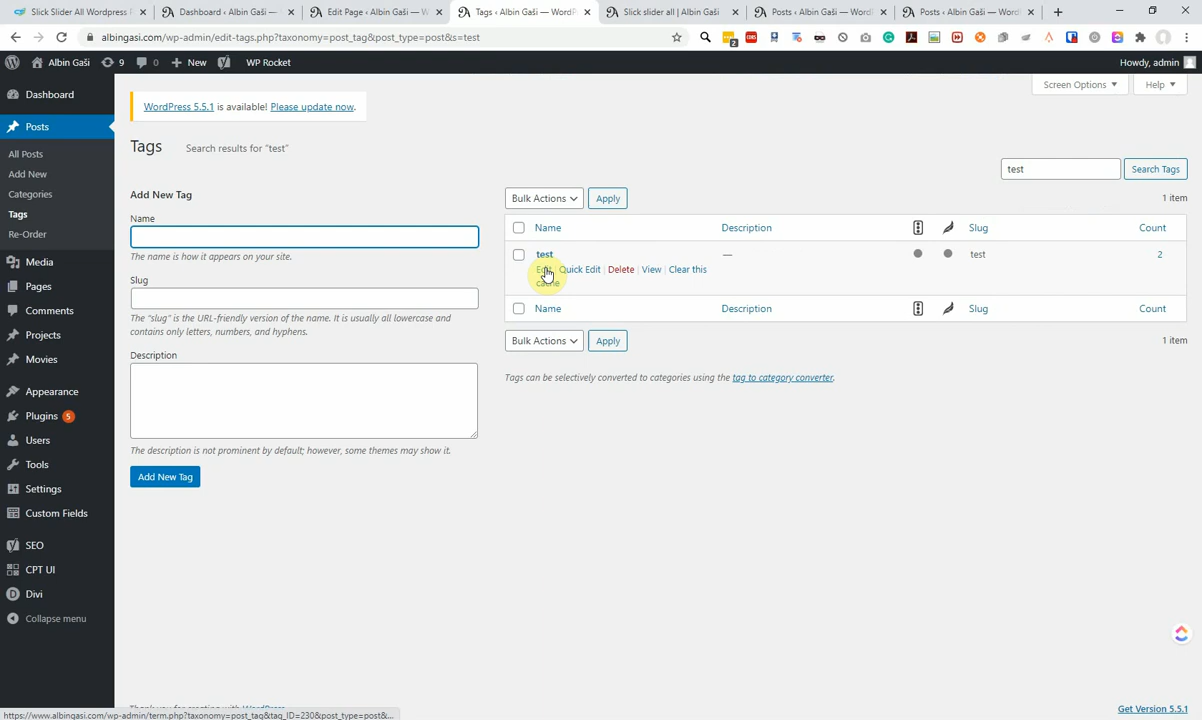 Slick Slider All Wordpress P
Dashboard ‹ Albin Gaši —
Edit Page ‹ Albin Gaši — W
Tags ‹ Albin Gaši — WordP
Slick slider all | Albin Gaši
Posts ‹ Albin Gaši — Word
Posts ‹ Albin Gaši — Word
albingasi.com/wp-admin/edit-tags.php?taxonomy=post_tag&post_type=post&s=test
Albin Gaši 9 0 New WP Rocket Howdy, admin
Screen Options Help
Dashboard
Posts
All Posts
Add New
Categories
Tags
Re-Order
Media
Pages
Comments
Projects
Movies
Appearance
Plugins 5
Users
Tools
Settings
Custom Fields
SEO
CPT UI
Divi
Collapse menu
WordPress 5.5.1 is available! Please update now.
Tags Search results for “test”
test Search Tags
Add New Tag
Name
The name is how it appears on your site.
Slug
The “slug” is the URL-friendly version of the name. It is usually all lowercase and
contains only letters, numbers, and hyphens.
Description
The description is not prominent by default; however, some themes may show it.
Add New Tag
Bulk Actions Apply 1 item
Name Description Slug Count
test — test 2
Edit | Quick Edit | Delete | View | Clear this
cache
Name Description Slug Count
Bulk Actions Apply 1 item
Tags can be selectively converted to categories using the tag to category converter.
Thank you for creating with WordPress.
Get Version 5.5.1
https://www.albingasi.com/wp-admin/term.php?taxonomy=post_tag&tag_ID=230&post_type=post&...